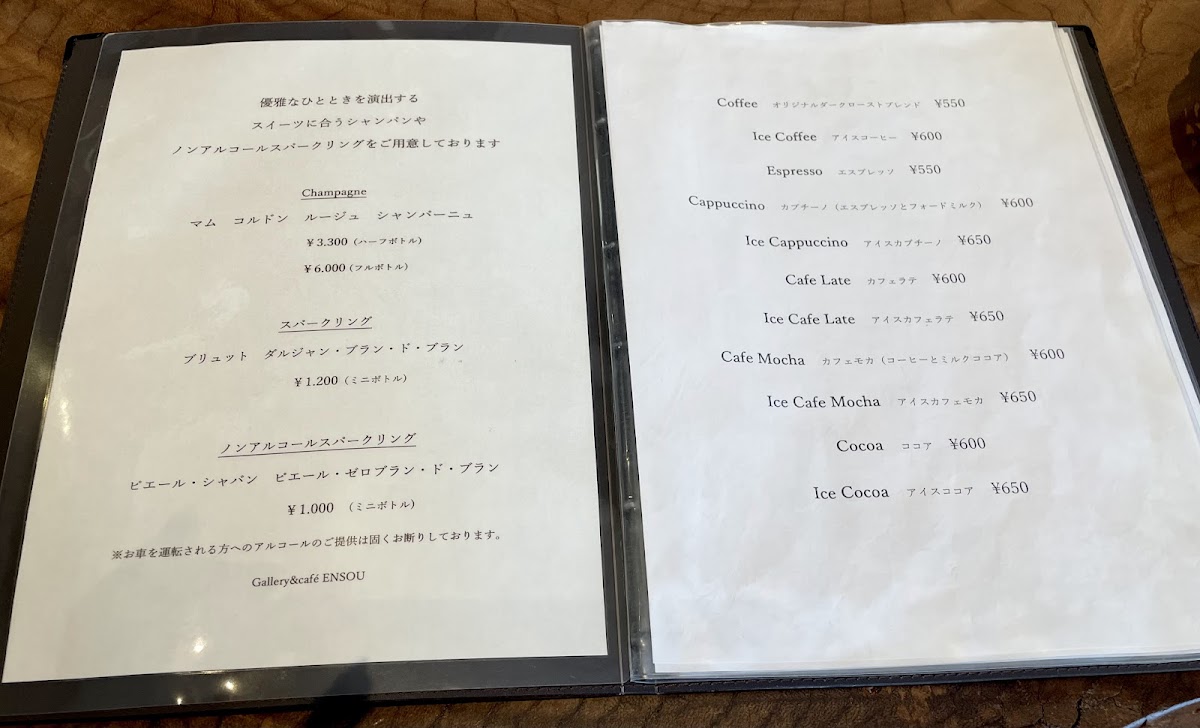 優雅なひとときを演出する
スイーツに合うシャンパンや
ノンアルコールスパークリングをご用意しております
Champagne
マム　コルドン　ルージュ　シャンパーニュ
￥3.300（ハーフボトル）
￥6.000（フルボトル）
スパークリング
ブリュット　ダルジャン・ブラン・ド・ブラン
￥1.200（ミニボトル）
ノンアルコールスパークリング
ピエール・シャバン　ピエール・ゼロブラン・ド・ブラン
￥1.000　（ミニボトル）
※お車を運転される方へのアルコールのご提供は固くお断りしております。
Gallery&café ENSOU
Coffee　オリジナルダークローストブレンド　¥550
Ice Coffee　アイスコーヒー　¥600
Espresso　エスプレッソ　¥550
Cappuccino　カプチーノ（エスプレッソとフォードミルク）　¥600
Ice Cappuccino　アイスカプチーノ　¥650
Cafe Late　カフェラテ　¥600
Ice Cafe Late　アイスカフェラテ　¥650
Cafe Mocha　カフェモカ（コーヒーとミルクココア）　¥600
Ice Cafe Mocha　アイスカフェモカ　¥650
Cocoa　ココア　¥600
Ice Cocoa　アイスココア　¥650